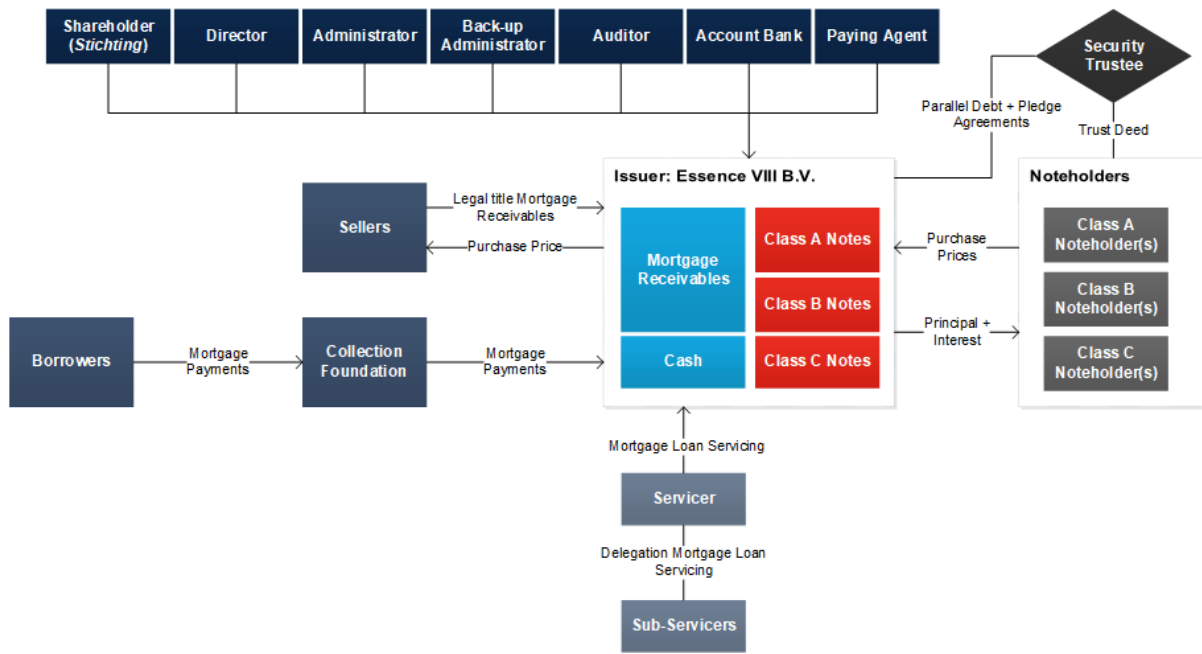 Shareholder
(Stichting)
Director
Administrator
Back-up
Administrator
Auditor
Account Bank
Paying Agent
Security
Trustee
Parallel Debt + Pledge
Agreements
Trust Deed
Issuer: Essence VIII B.V.
Noteholders
Sellers
Legal title Mortgage
Receivables
Purchase Price
Mortgage
Receivables
Class A Notes
Class B Notes
Purchase
Prices
Class A
Noteholder(s)
Class B
Noteholder(s)
Borrowers
Mortgage
Payments
Collection
Foundation
Mortgage
Payments
Cash
Class C Notes
Principal +
Interest
Class C
Noteholder(s)
Mortgage Loan Servicing
Servicer
Delegation Mortgage Loan
Servicing
Sub-Servicers